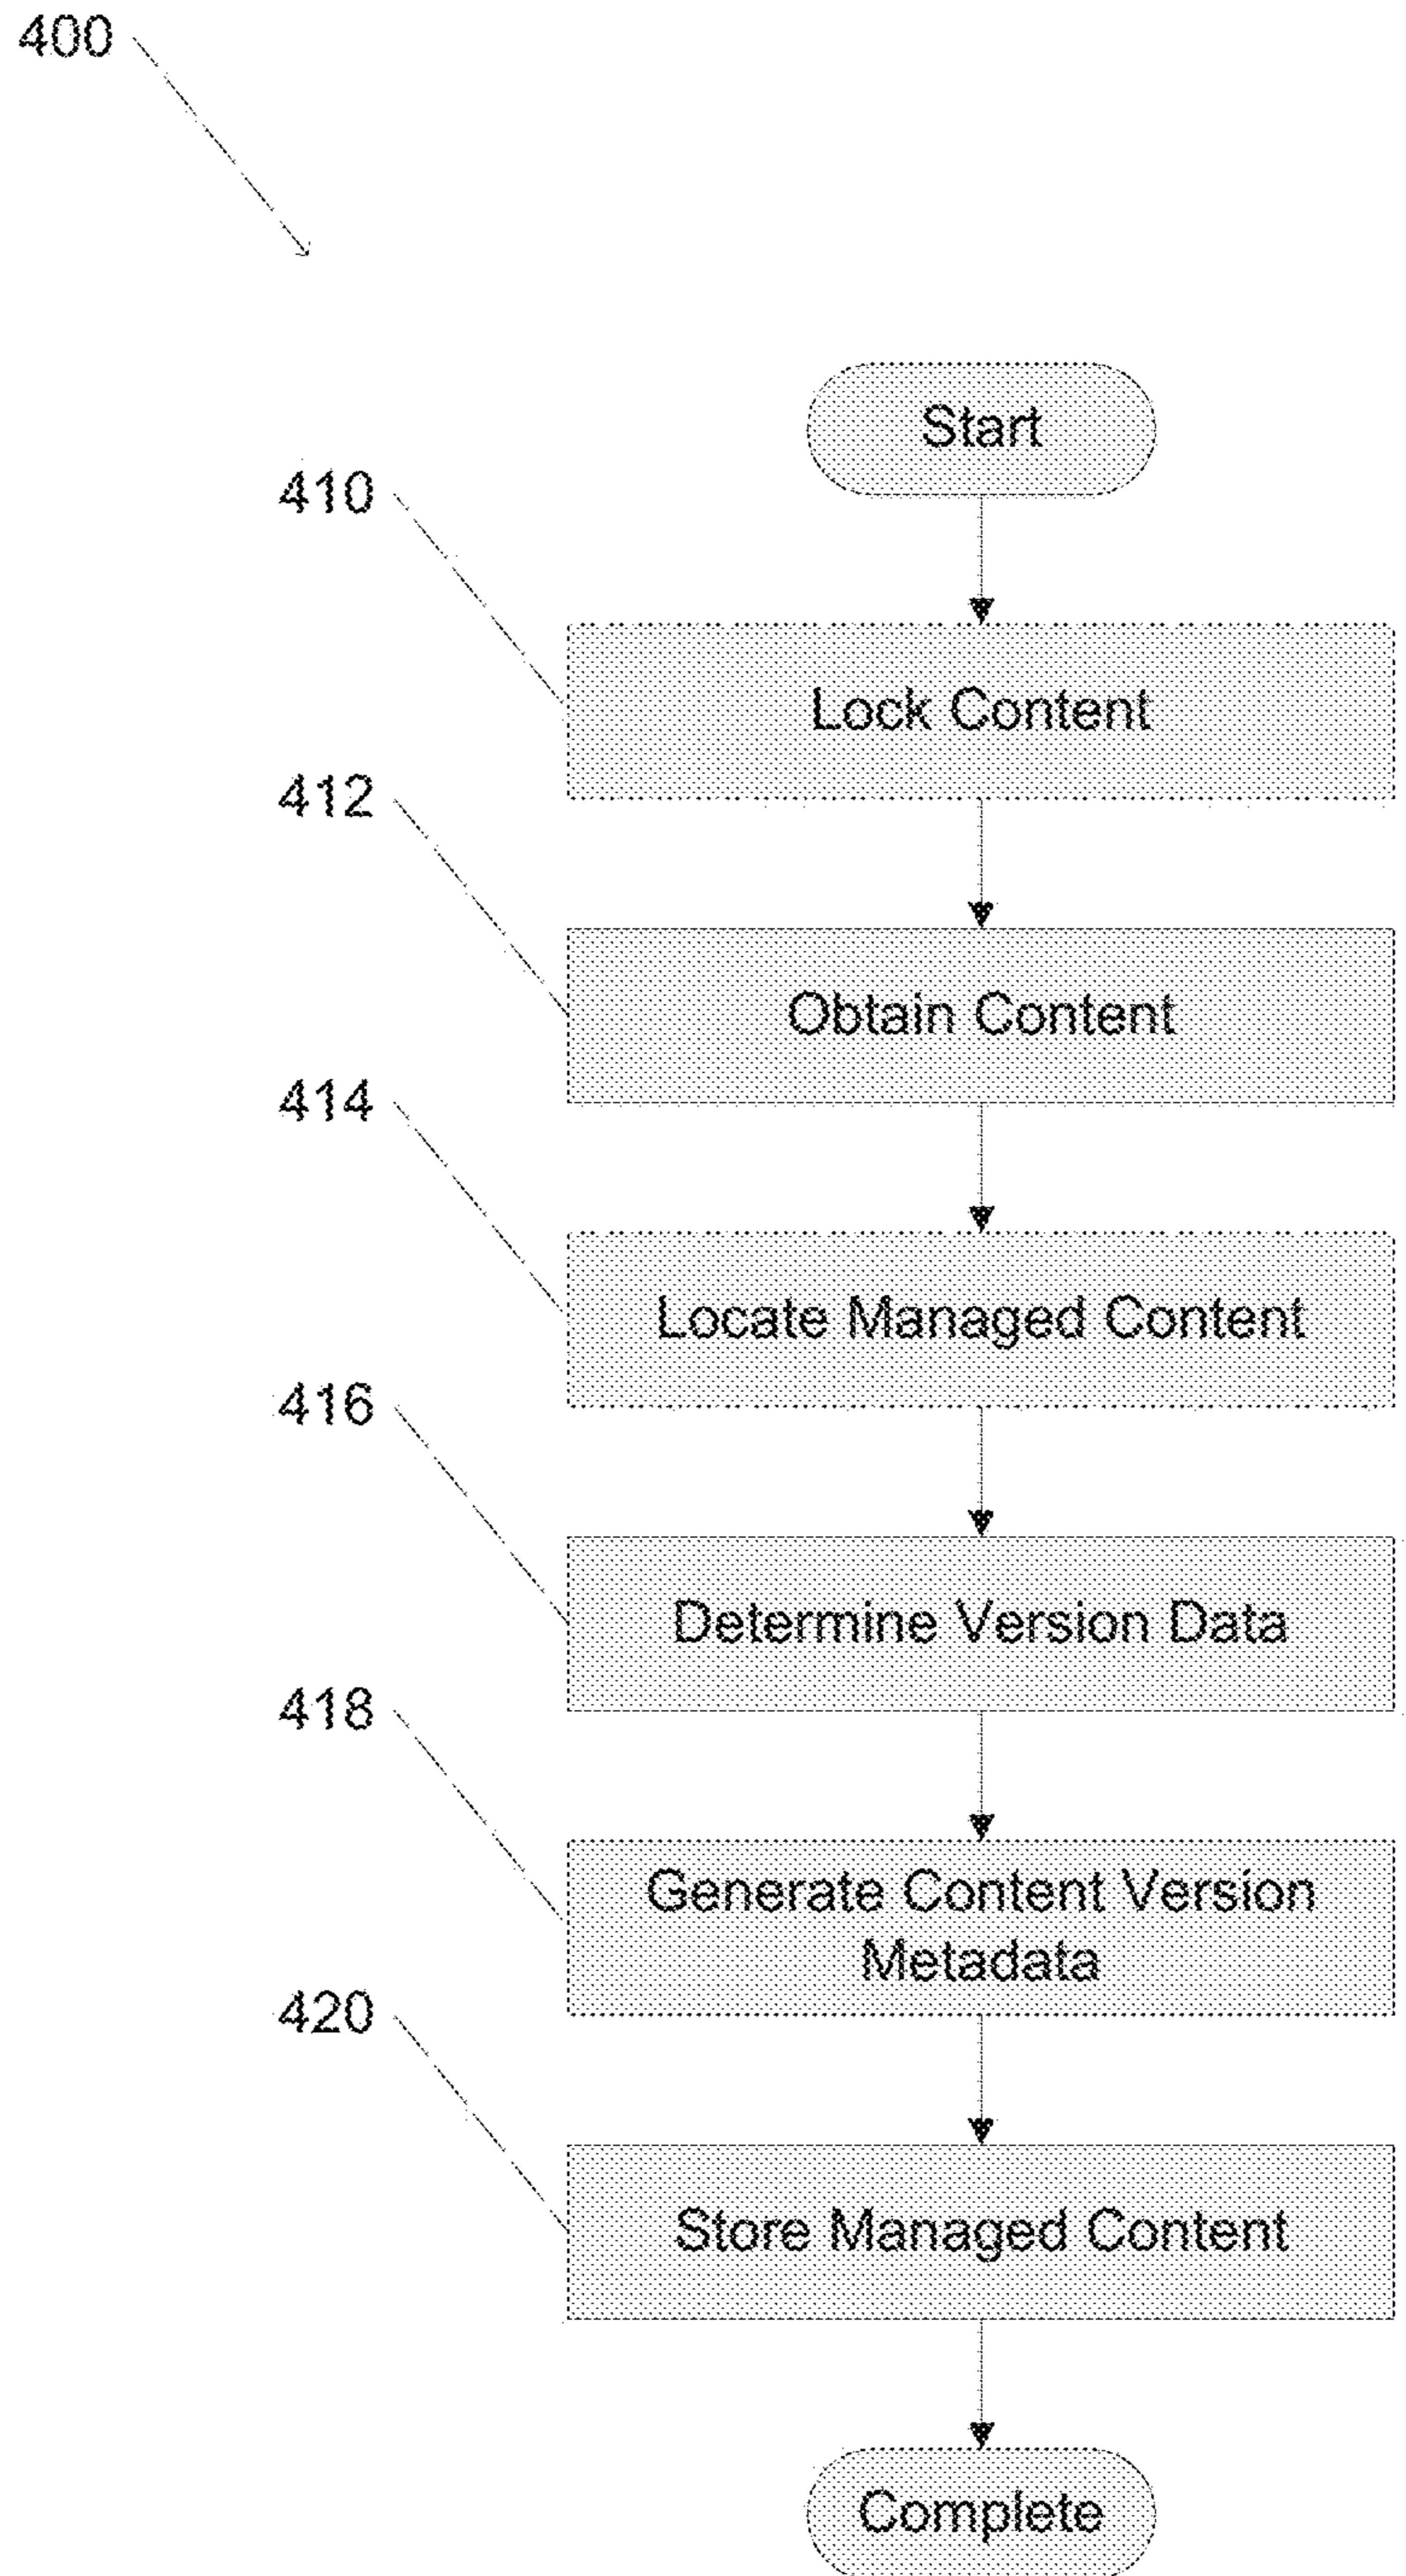 400
Start
410
Lock Content
412
Obtain Content
414
Locate Managed Content
416
Determine Version Data
418
Generate Content Version
Metadata
420
Store Managed Content
Complete